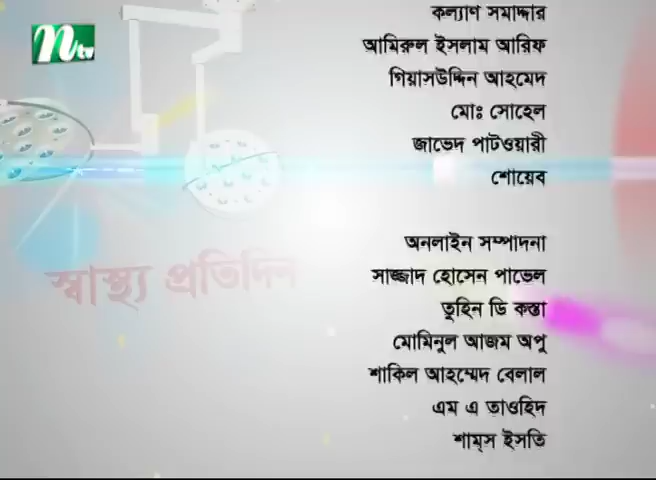 ntv
কল্যাণ সমাদ্দার
আমিরুল ইসলাম আরিফ
গিয়াসউদ্দিন আহমেদ
মোঃ সোহেল
জাভেদ পাটওয়ারী
শোয়েব
অনলাইন সম্পাদনা
সাজ্জাদ হোসেন পাভেল
তুহিন ডি কস্তা
মোমিনুল আজম অপু
শাকিল আহম্মেদ বেলাল
এম এ তাওহিদ
শাম্‌স ইসতি
স্বাস্থ্য প্রতিদিন